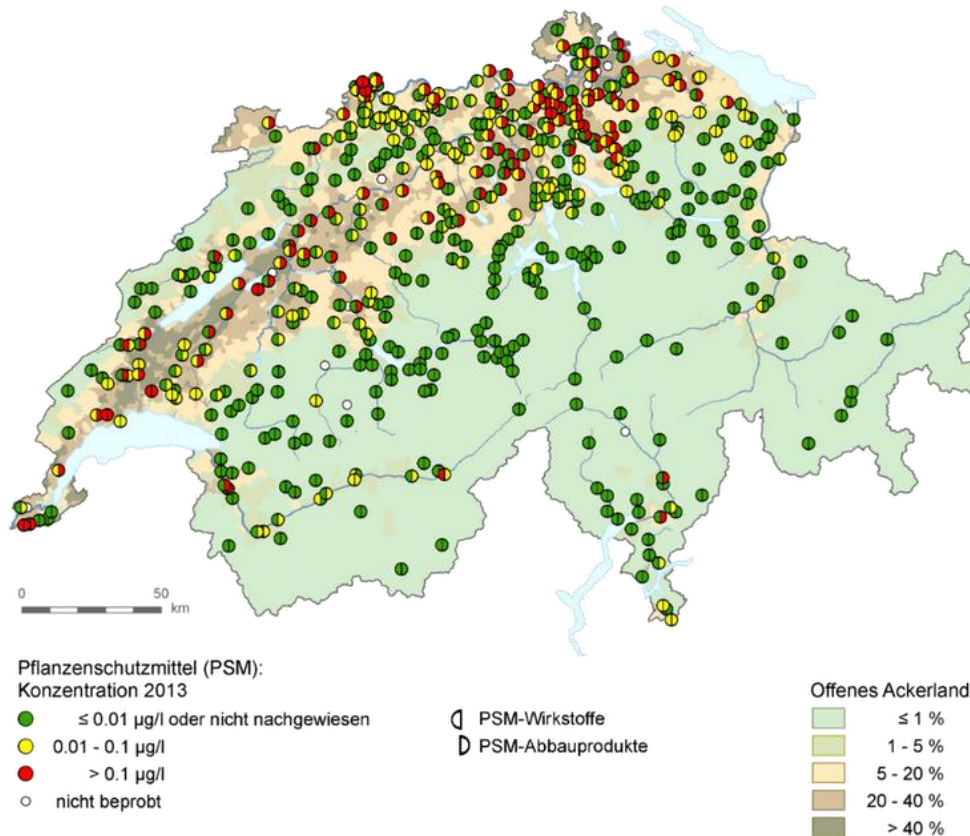 0 50
km
Pflanzenschutzmittel (PSM):
Konzentration 2013
≤ 0.01 µg/l oder nicht nachgewiesen
0.01 - 0.1 µg/l
> 0.1 µg/l
nicht beprobt
PSM-Wirkstoffe
PSM-Abbauprodukte
Offenes Ackerland
≤ 1 %
1 - 5 %
5 - 20 %
20 - 40 %
> 40 %